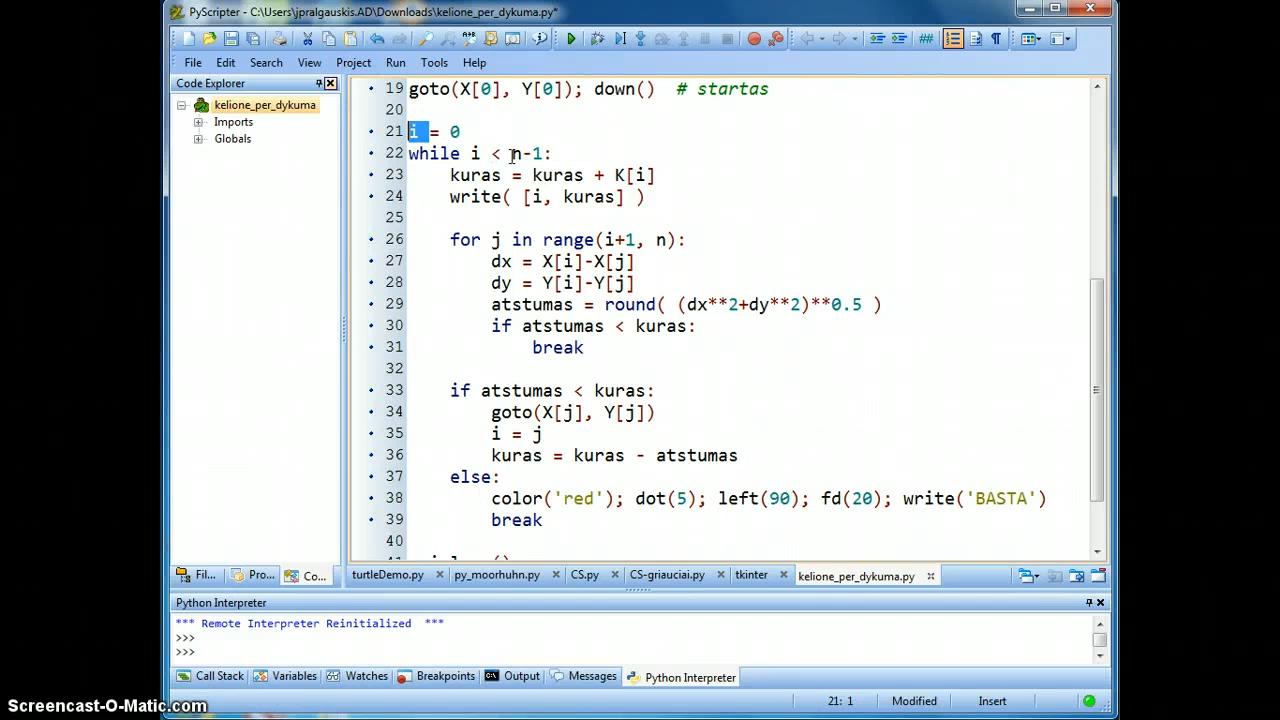 PyScripter - C:\Users\jpralgauskis.AD\Downloads\kelione_per_dykuma.py*
File Edit Search View Project Run Tools Help
Code Explorer
kelione_per_dykuma
Imports
Globals
19 goto(X[0], Y[0]); down()  # startas
20
21 i = 0
22 while i < n-1:
23     kuras = kuras + K[i]
24     write( [i, kuras] )
25
26     for j in range(i+1, n):
27         dx = X[i]-X[j]
28         dy = Y[i]-Y[j]
29         atstumas = round( (dx**2+dy**2)**0.5 )
30         if atstumas < kuras:
31             break
32
33     if atstumas < kuras:
34         goto(X[j], Y[j])
35         i = j
36         kuras = kuras - atstumas
37     else:
38         color('red'); dot(5); left(90); fd(20); write('BASTA')
39         break
40
Fil... Pro... Co...
turtleDemo.py py_moorhuhn.py CS.py CS-griauciai.py tkinter kelione_per_dykuma.py
Python Interpreter
*** Remote Interpreter Reinitialized ***
>>>
>>>
Call Stack Variables Watches Breakpoints Output Messages Python Interpreter
21: 1 Modified Insert
Screencast-O-Matic.com